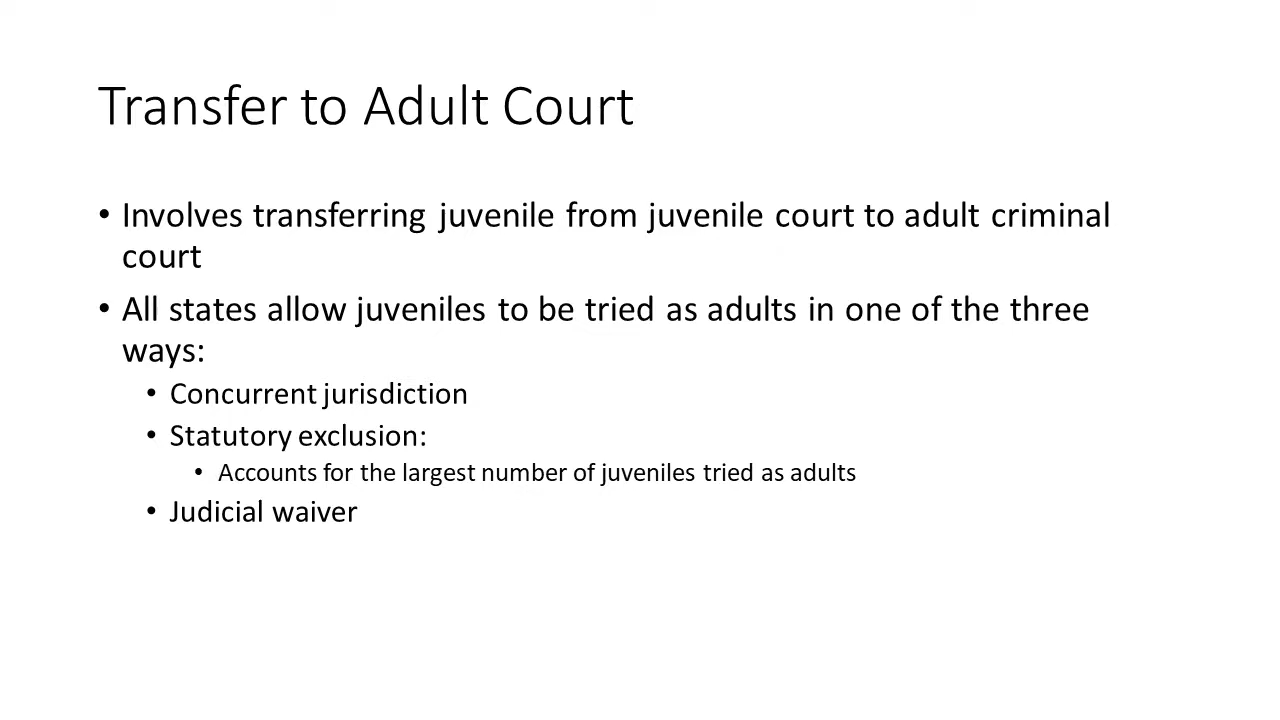 Transfer to Adult Court
• Involves transferring juvenile from juvenile court to adult criminal
court
• All states allow juveniles to be tried as adults in one of the three
ways:
• Concurrent jurisdiction
• Statutory exclusion:
• Accounts for the largest number of juveniles tried as adults
• Judicial waiver